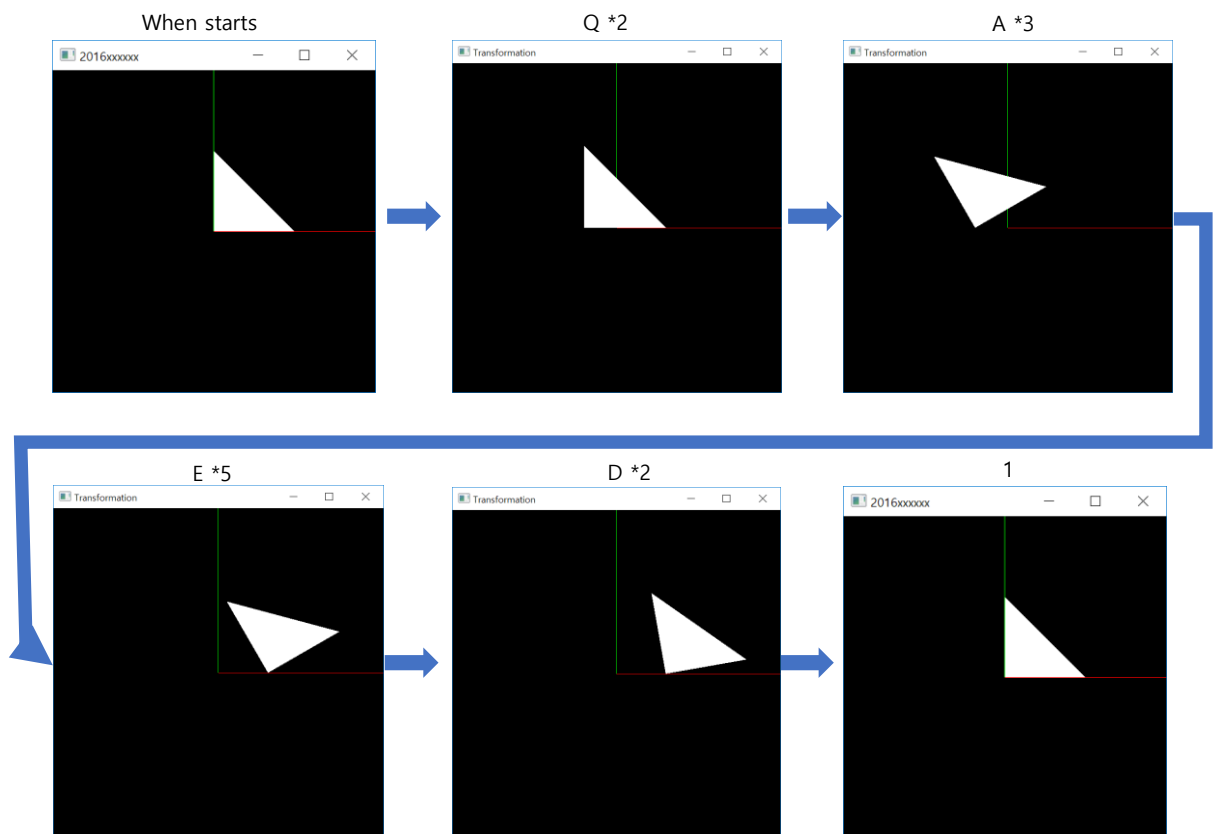 When starts
Q *2
A *3
2016xxxxxx
Transformation
Transformation
E *5
D *2
1
Transformation
Transformation
2016xxxxxx